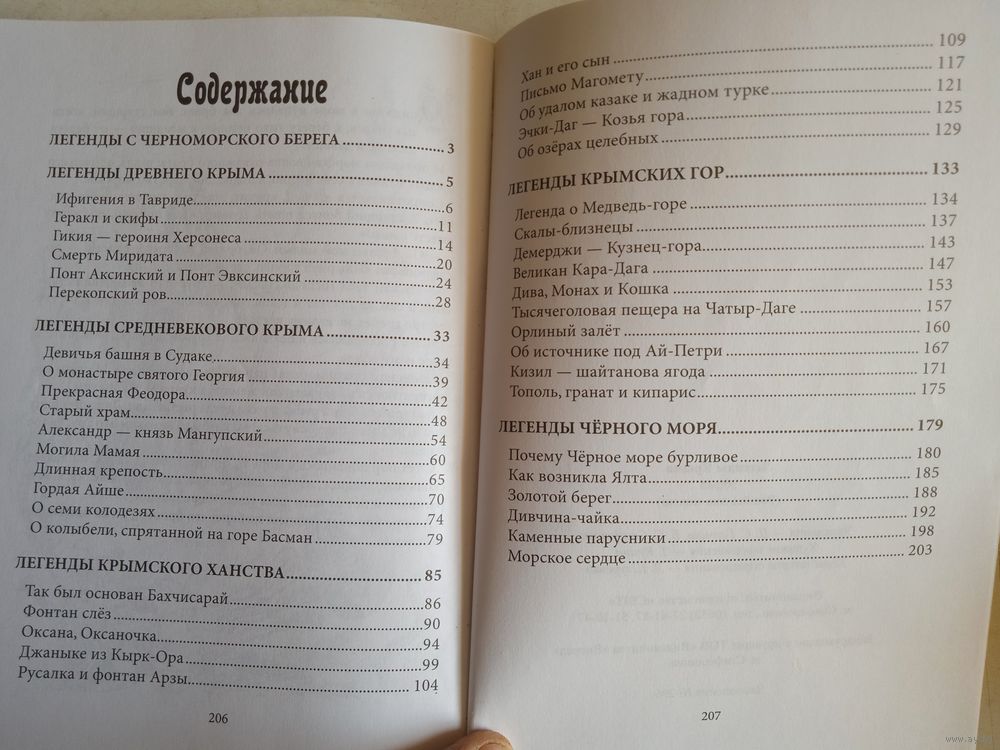 Содержание
ЛЕГЕНДЫ С ЧЕРНОМОРСКОГО БЕРЕГА 3
ЛЕГЕНДЫ ДРЕВНЕГО КРЫМА 5
Ифигения в Тавриде 6
Геракл и скифы 11
Гикия — героиня Херсонеса 14
Смерть Миридата 20
Понт Аксинский и Понт Эвксинский 24
Перекопский ров 28
ЛЕГЕНДЫ СРЕДНЕВЕКОВОГО КРЫМА 33
Девичья башня в Судаке 34
О монастыре святого Георгия 39
Прекрасная Феодора 42
Старый храм 48
Александр — князь Мангупский 54
Могила Мамая 60
Длинная крепость 65
Гордая Айше 70
О семи колодезях 74
О колыбели, спрятанной на горе Басман 79
ЛЕГЕНДЫ КРЫМСКОГО ХАНСТВА 85
Так был основан Бахчисарай 86
Фонтан слёз 90
Оксана, Оксаночка 94
Джаныке из Кырк-Ора 99
Русалка и фонтан Арзы 104
206
Хан и его сын 109
Письмо Магомету 117
Об удалом казаке и жадном турке 121
Эчки-Даг — Козья гора 125
Об озёрах целебных 129
ЛЕГЕНДЫ КРЫМСКИХ ГОР 133
Легенда о Медведь-горе 134
Скалы-близнецы 137
Демерджи — Кузнец-гора 143
Великан Кара-Дага 147
Дива, Монах и Кошка 153
Тысячеголовая пещера на Чатыр-Даге 157
Орлиный залёт 160
Об источнике под Ай-Петри 167
Кизил — шайтанова ягода 171
Тополь, гранат и кипарис 175
ЛЕГЕНДЫ ЧЁРНОГО МОРЯ 179
Почему Чёрное море бурливое 180
Как возникла Ялта 185
Золотой берег 188
Дивчина-чайка 192
Каменные парусники 198
Морское сердце 203
207